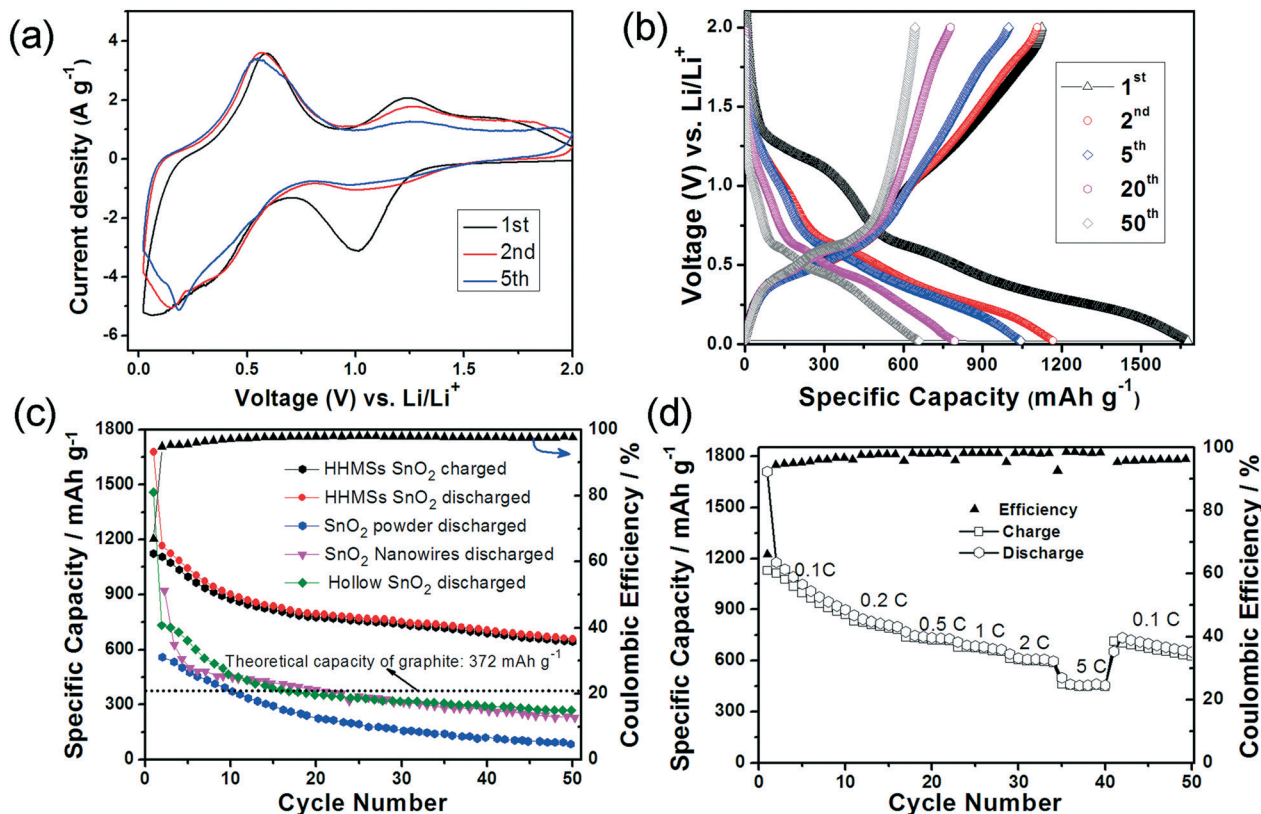 (a)
Current density (A g⁻¹)
4
2
0
-2
-4
-6
1st
2nd
5th
0.0
0.5
1.0
1.5
2.0
Voltage (V) vs. Li/Li⁺
(b)
Voltage (V) vs. Li/Li⁺
2.0
1.5
1.0
0.5
0.0
1ˢᵗ
2ⁿᵈ
5ᵗʰ
20ᵗʰ
50ᵗʰ
0
300
600
900
1200
1500
Specific Capacity (mAh g⁻¹)
(c)
Specific Capacity / mAh g⁻¹
1800
1500
1200
900
600
300
0
HHMSs SnO₂ charged
HHMSs SnO₂ discharged
SnO₂ powder discharged
SnO₂ Nanowires discharged
Hollow SnO₂ discharged
Theoretical capacity of graphite: 372 mAh g⁻¹
100
80
60
40
20
0
Coulombic Efficiency / %
0
10
20
30
40
50
Cycle Number
(d)
Specific Capacity / mAh g⁻¹
1800
1500
1200
900
600
300
0
Efficiency
Charge
Discharge
0.1C
0.2 C
0.5 C
1 C
2 C
5 C
0.1 C
100
80
60
40
20
0
Coulombic Efficiency / %
0
10
20
30
40
50
Cycle Number